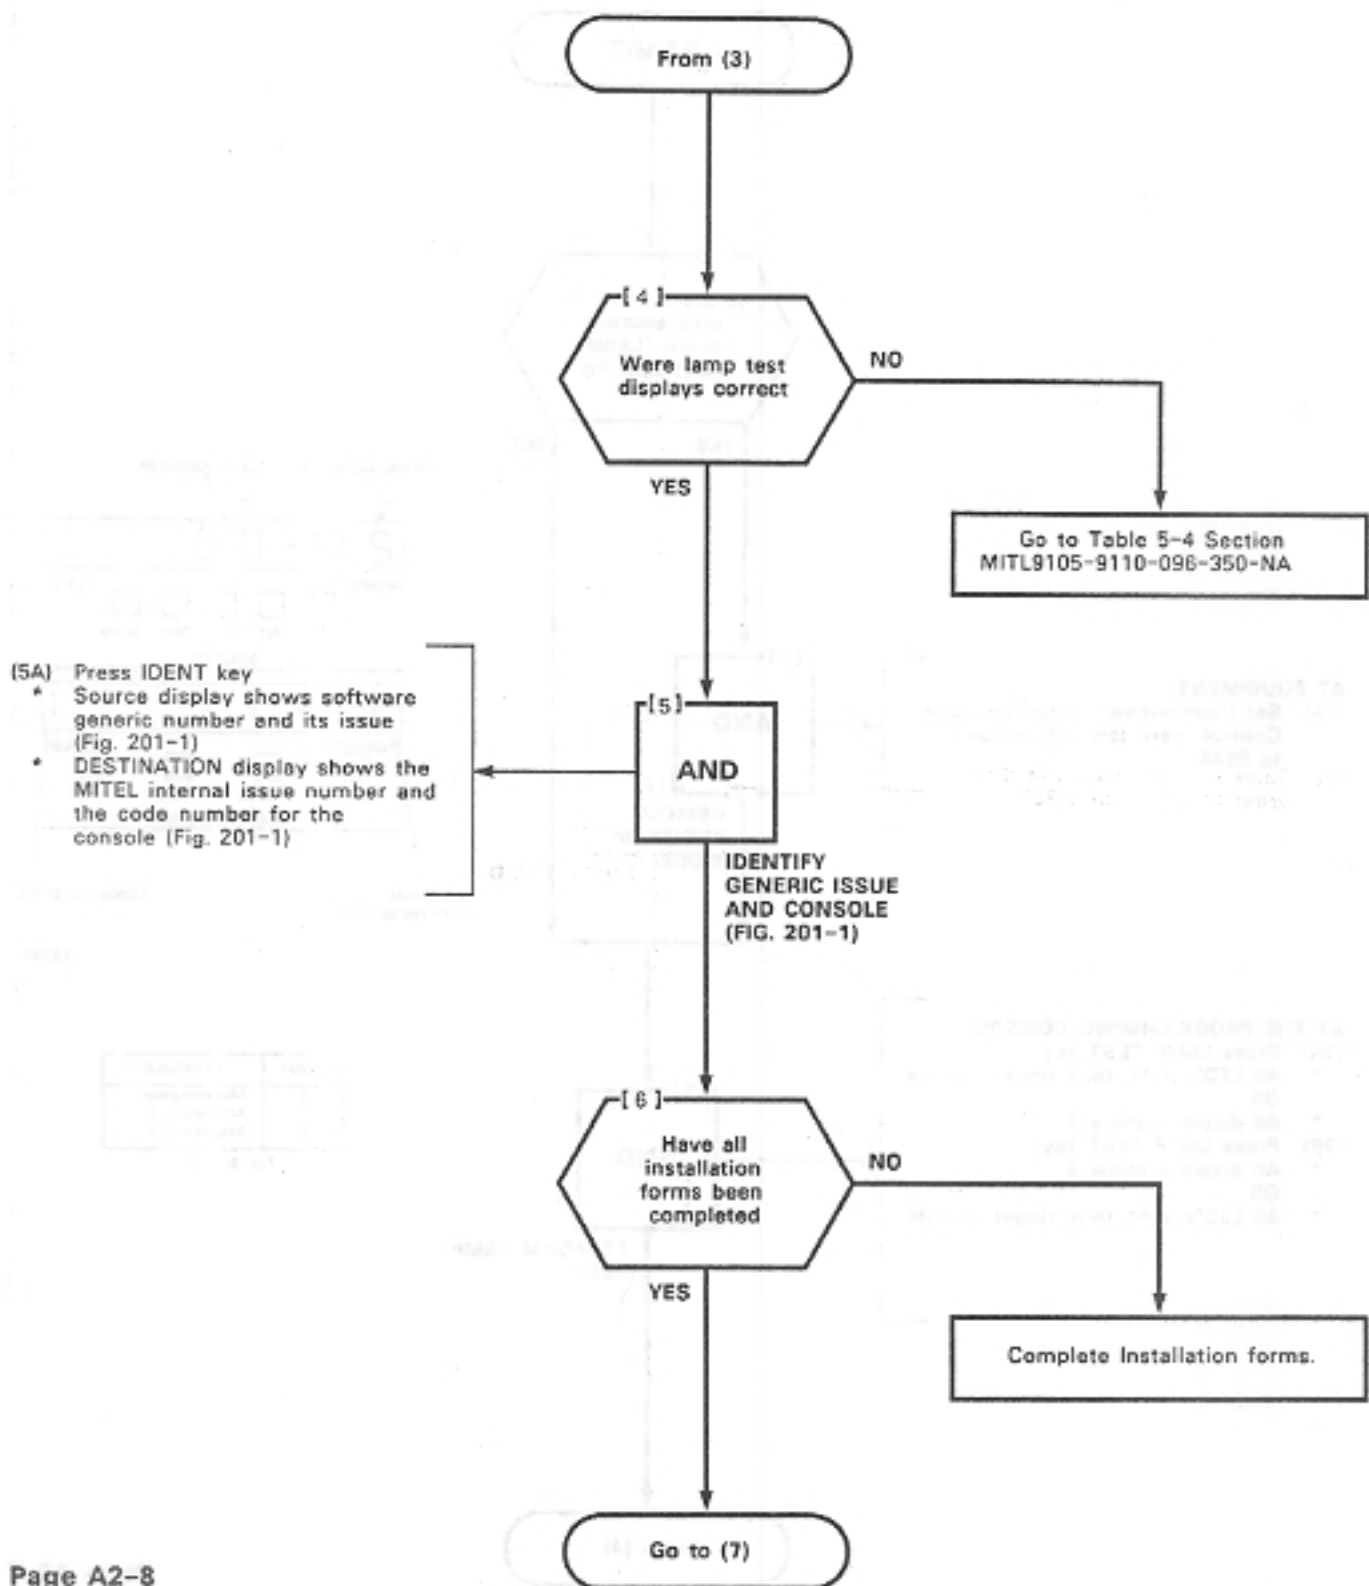 From (3)
[4]
Were lamp test
displays correct
NO
YES
Go to Table 5-4 Section
MITL9105-9110-096-350-NA
(5A) Press IDENT key
* Source display shows software
generic number and its issue
(Fig. 201-1)
* DESTINATION display shows the
MITEL internal issue number and
the code number for the
console (Fig. 201-1)
[5]
AND
IDENTIFY
GENERIC ISSUE
AND CONSOLE
(FIG. 201-1)
[6]
Have all
installation
forms been
completed
NO
YES
Complete Installation forms.
Go to (7)
Page A2-8